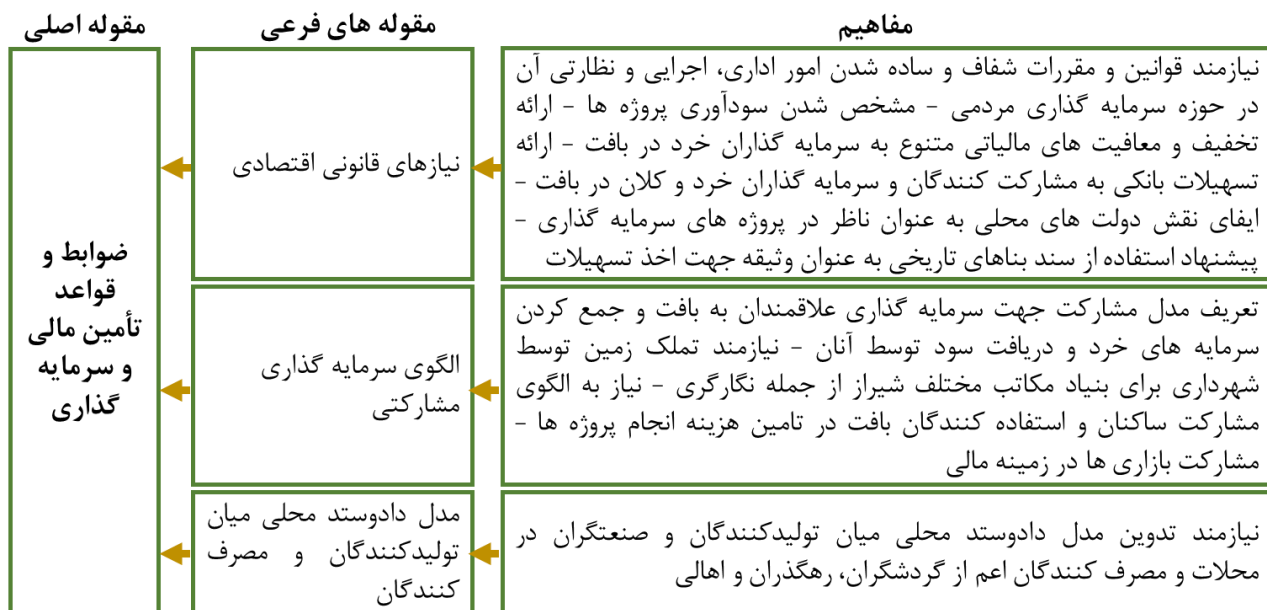 مفاهیم
مقوله های فرعی
مقوله اصلی
نیازمند قوانین و مقررات شفاف و ساده شدن امور اداری، اجرایی و نظارتی آن
در حوزه سرمایه گذاری مردمی – مشخص شدن سودآوری پروژه ها – ارائه
تخفیف و معافیت های مالیاتی متنوع به سرمایه گذاران خرد در بافت – ارائه
تسهیلات بانکی به مشارکت کنندگان و سرمایه گذاران خرد و کلان در بافت –
ایفای نقش دولت های محلی به عنوان ناظر در پروژه های سرمایه گذاری –
پیشنهاد استفاده از سند بناهای تاریخی به عنوان وثیقه جهت اخذ تسهیلات
نیازهای قانونی اقتصادی
تعریف مدل مشارکت جهت سرمایه گذاری علاقمندان به بافت و جمع کردن
سرمایه های خرد و دریافت سود توسط آنان – نیازمند تملک زمین توسط
شهرداری برای بنیاد مکاتب مختلف شیراز از جمله نگارگری – نیاز به الگوی
مشارکت ساکنان و استفاده کنندگان بافت در تامین هزینه انجام پروژه ها –
مشارکت بازاری ها در زمینه مالی
الگوی سرمایه گذاری
مشارکتی
نیازمند تدوین مدل دادوستد محلی میان تولیدکنندگان و صنعتگران در
محلات و مصرف کنندگان اعم از گردشگران، رهگذران و اهالی
مدل دادوستد محلی میان
تولیدکنندگان و مصرف
کنندگان
ضوابط و
قواعد
تأمین مالی
و سرمایه
گذاری